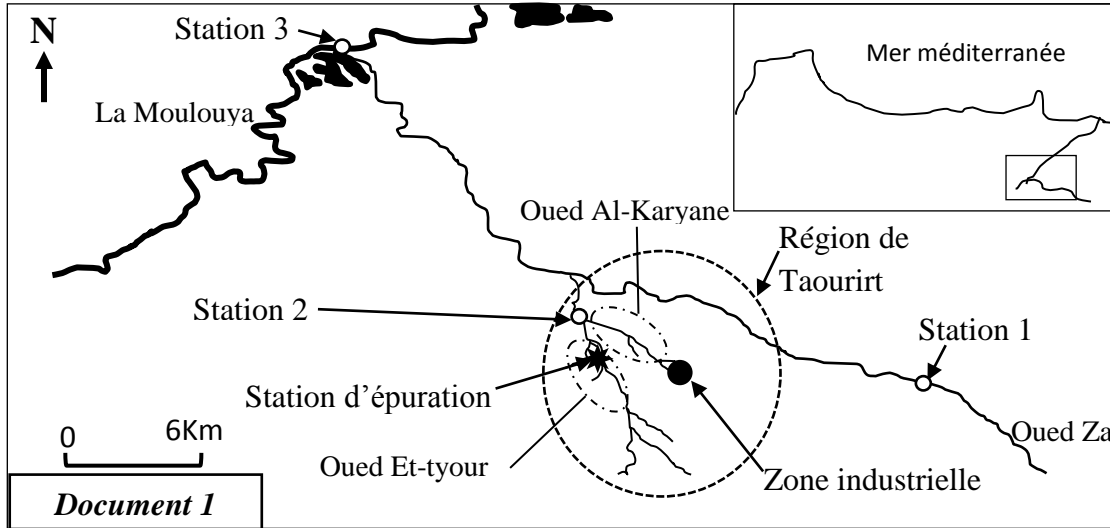 N
Station 3
La Moulouya
Mer méditerranée
Oued Al-Karyane
Région de
Taourirt
Station 2
Station 1
Station d'épuration
0 6Km
Oued Et-tyour
Zone industrielle
Oued Za
Document 1